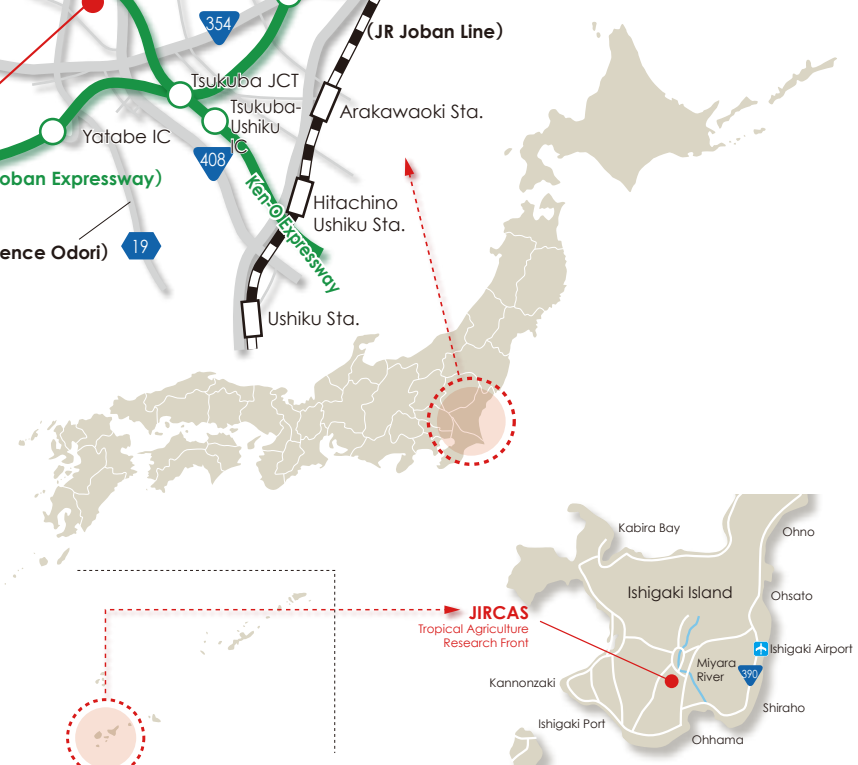 354
(JR Joban Line)
Tsukuba JCT
Tsukuba-
Ushiku
IC
Arakawaoki Sta.
Yatabe IC
408
oban Expressway)
Ken-O Expressway
Hitachino
Ushiku Sta.
ence Odori)
19
Ushiku Sta.
Kabira Bay
Ohno
Ishigaki Island
Ohsato
JIRCAS
Tropical Agriculture
Research Front
Ishigaki Airport
Miyara
River
390
Kannonzaki
Shiraho
Ishigaki Port
Ohhama